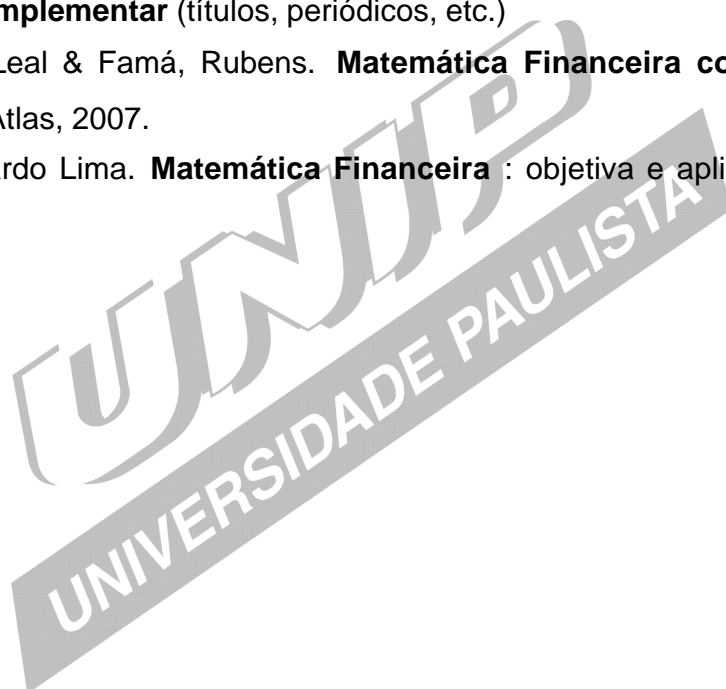 mplementar (títulos, periódicos, etc.)
Leal & Famá, Rubens. Matemática Financeira co
Atlas, 2007.
rdo Lima. Matemática Financeira : objetiva e apli
UNIP
UNIVERSIDADE PAULISTA